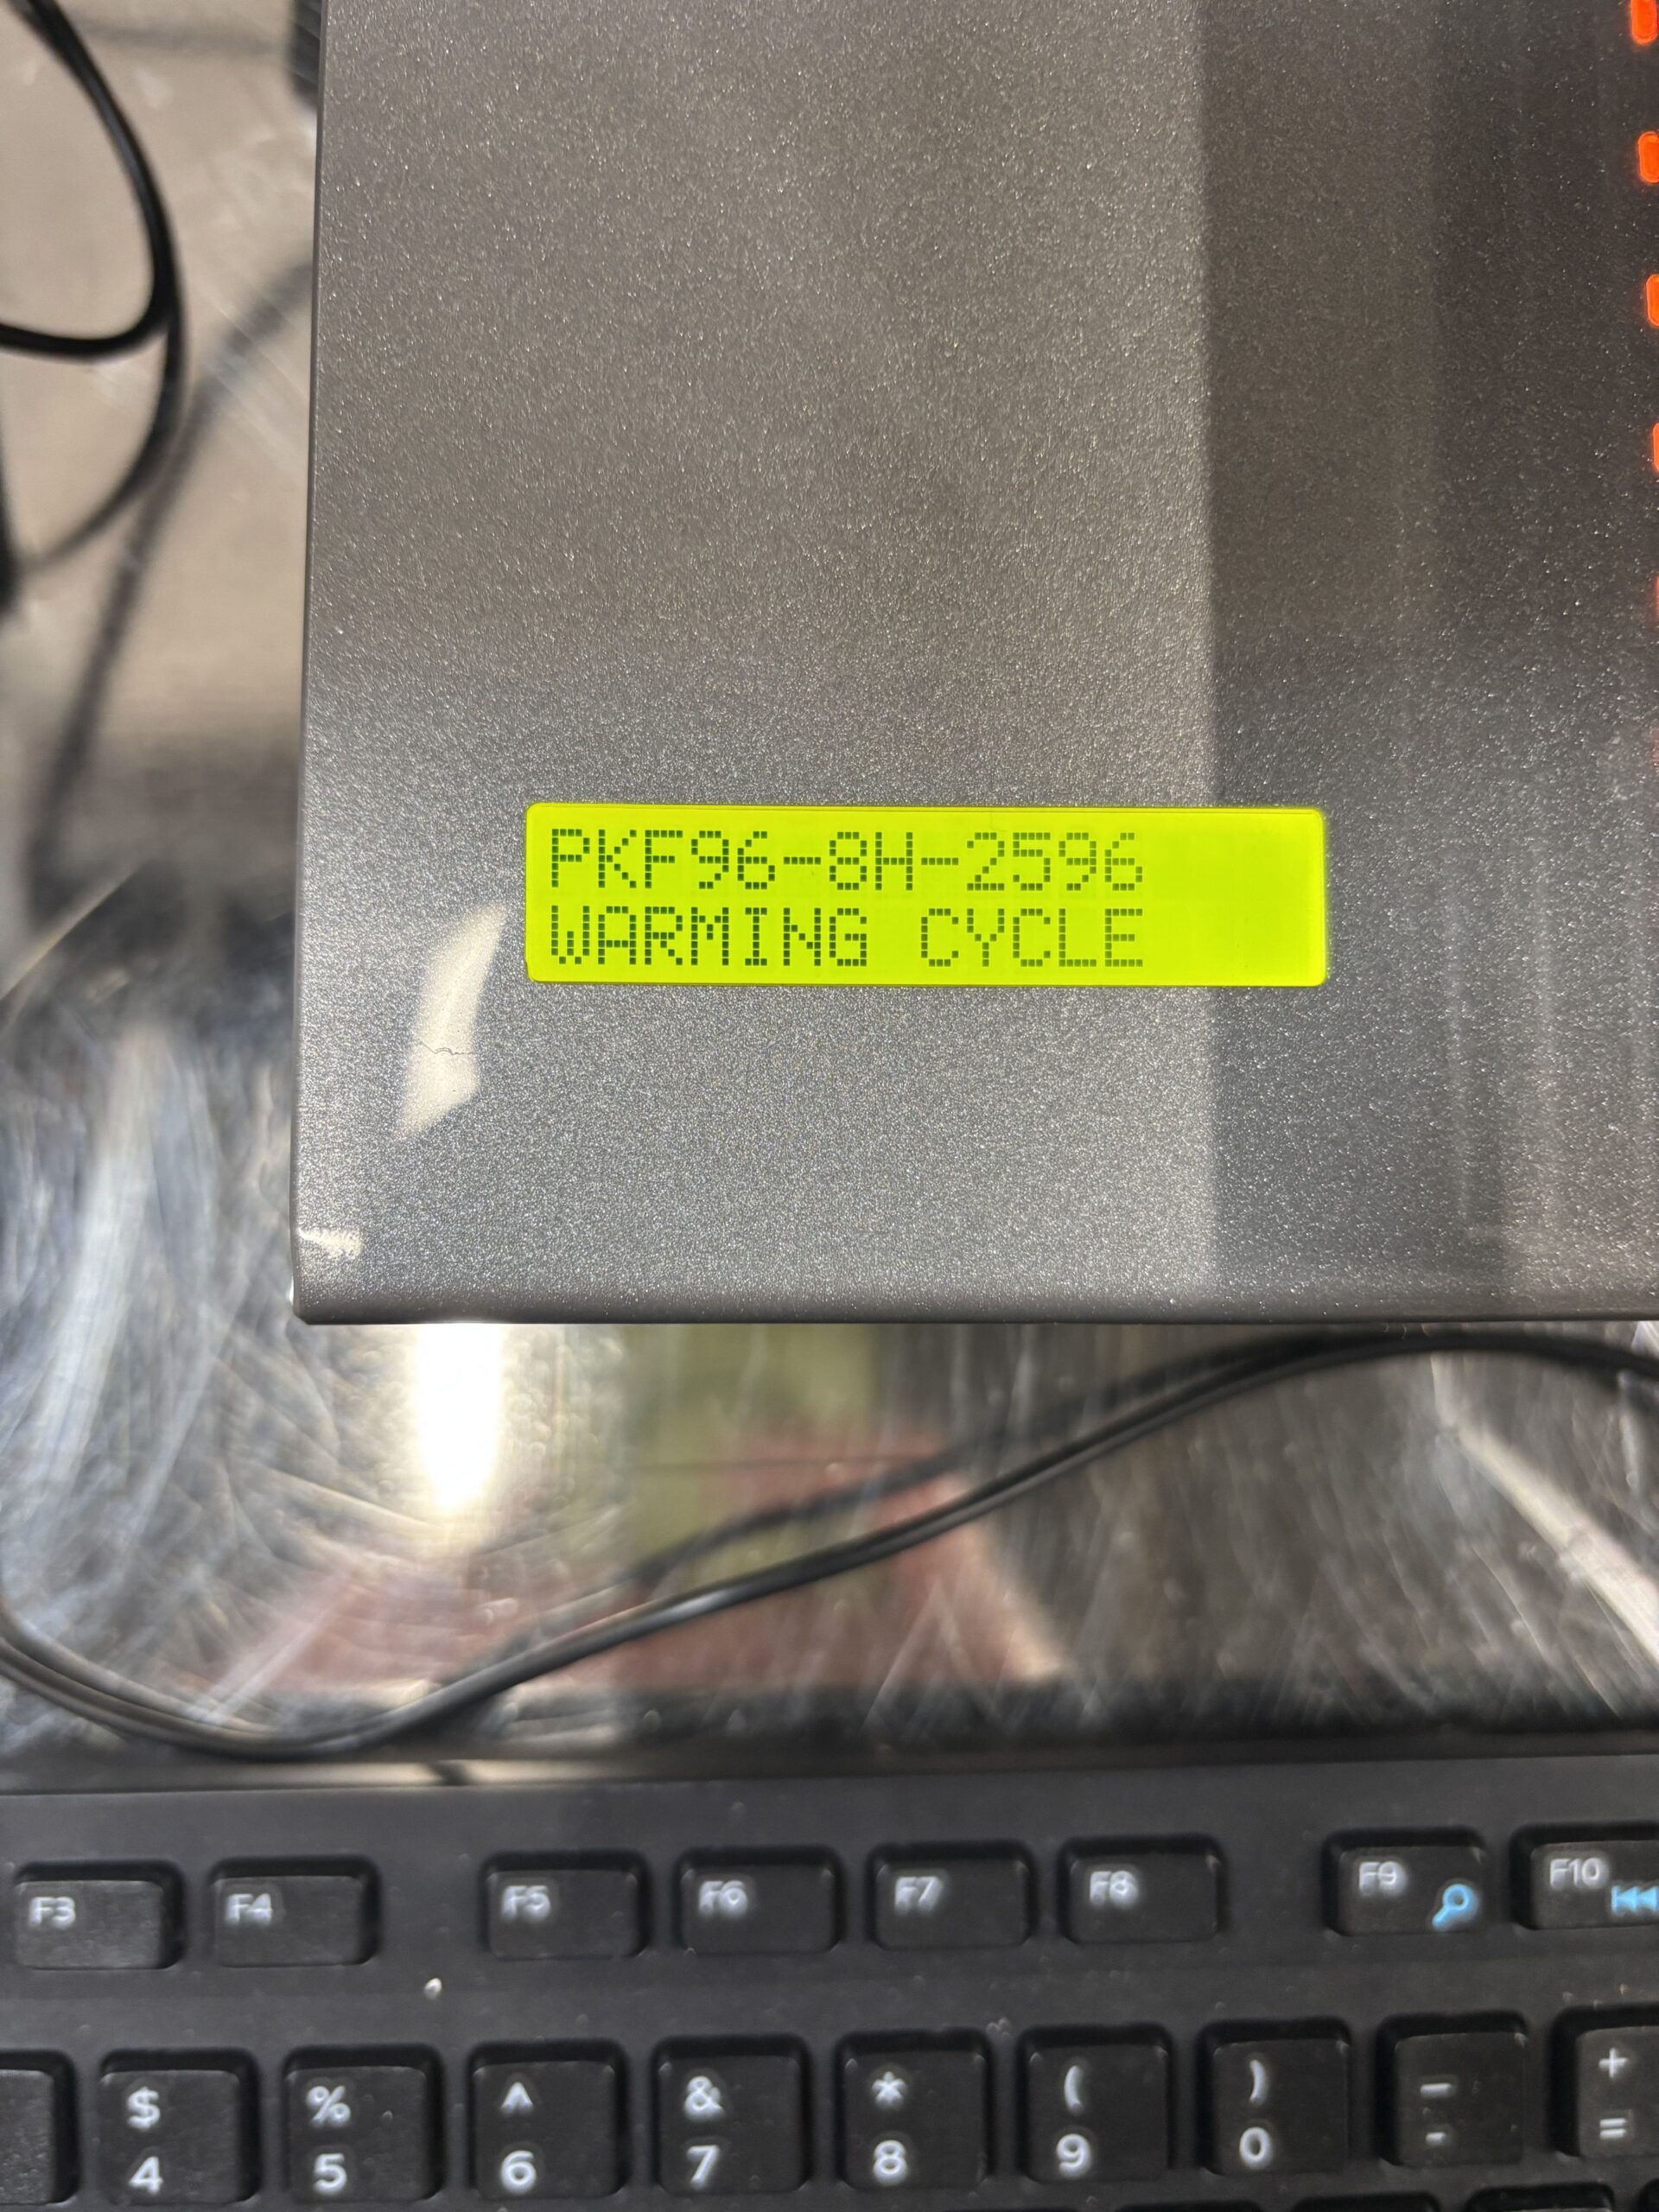 PKF96-8H-2596
WARMING CYCLE
F3 F4 F5 F6 F7 F8 F9 F10
$ % ^ & * ( ) _ +
4 5 6 7 8 9 0 - =